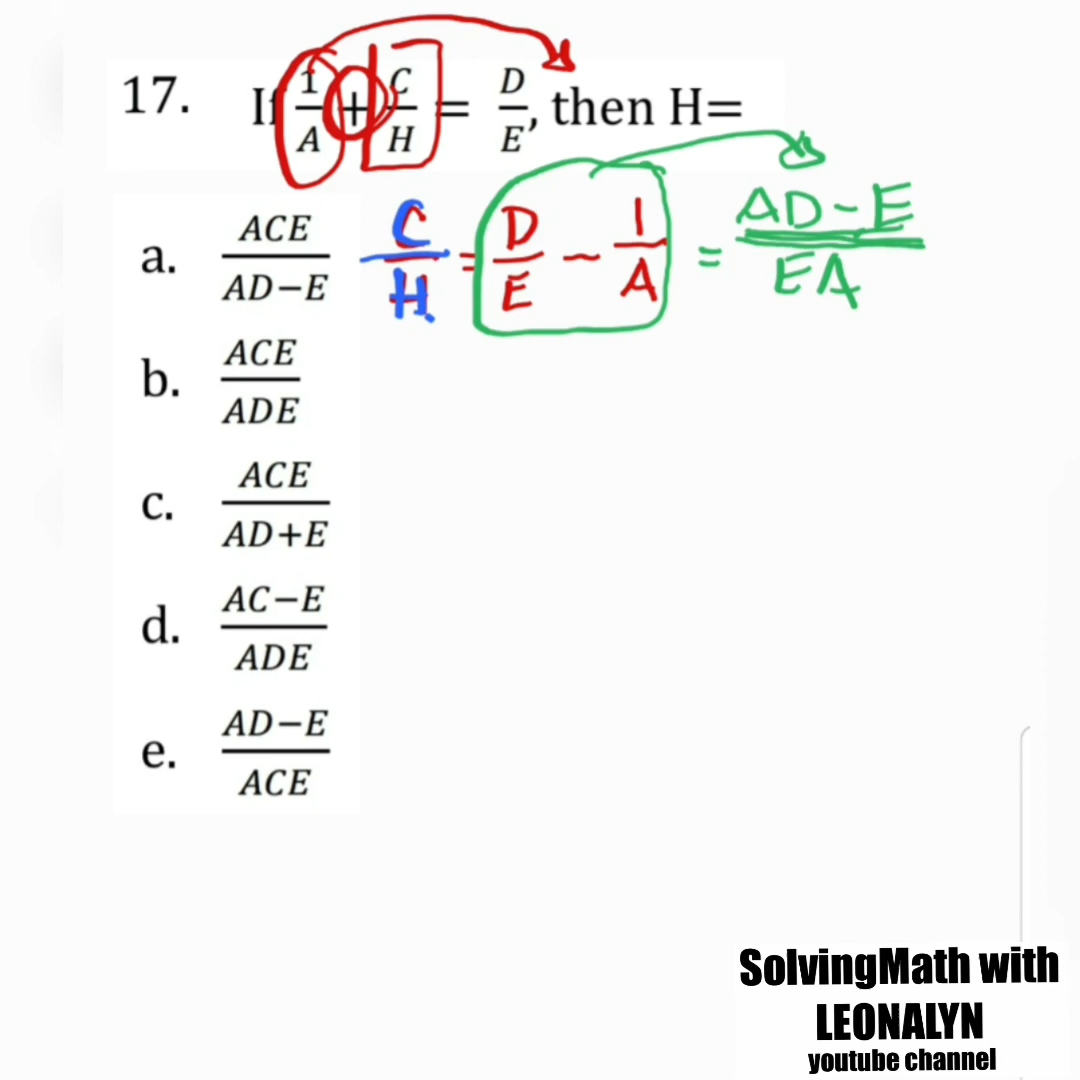 17. If 1/A + C/H = D/E, then H=
a. ACE/AD−E
C/H = D/E − 1/A = AD-E/EA
b. ACE/ADE
c. ACE/AD+E
d. AC−E/ADE
e. AD−E/ACE
SolvingMath with
LEONALYN
youtube channel